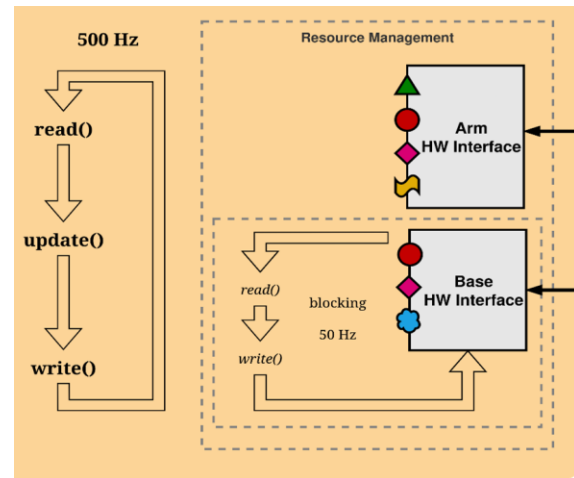 500 Hz
read()
update()
write()
Resource Management
Arm
HW Interface
read()
blocking
50 Hz
write()
Base
HW Interface